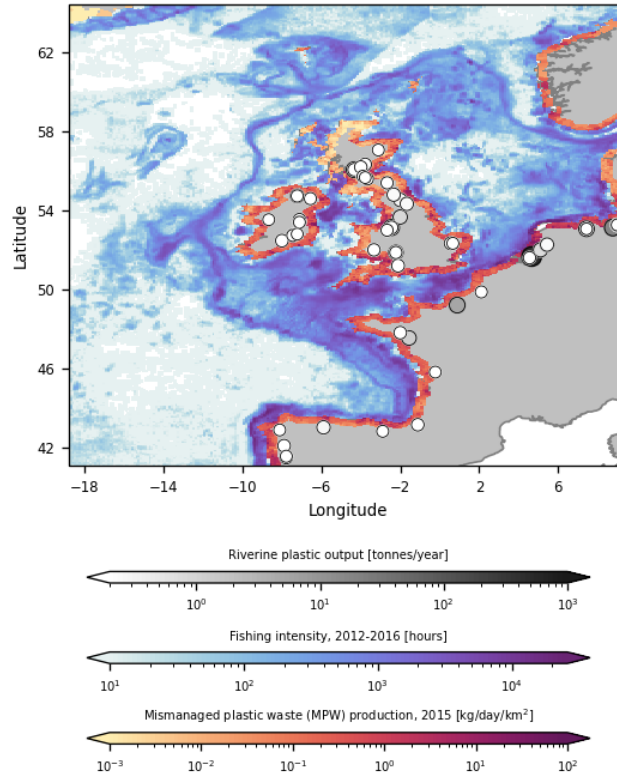 62
58
54
50
46
42
Latitude
−18 −14 −10 −6 −2 2 6
Longitude
Riverine plastic output [tonnes/year]
10⁰ 10¹ 10² 10³
Fishing intensity, 2012-2016 [hours]
10¹ 10² 10³ 10⁴
Mismanaged plastic waste (MPW) production, 2015 [kg/day/km²]
10⁻³ 10⁻² 10⁻¹ 10⁰ 10¹ 10²